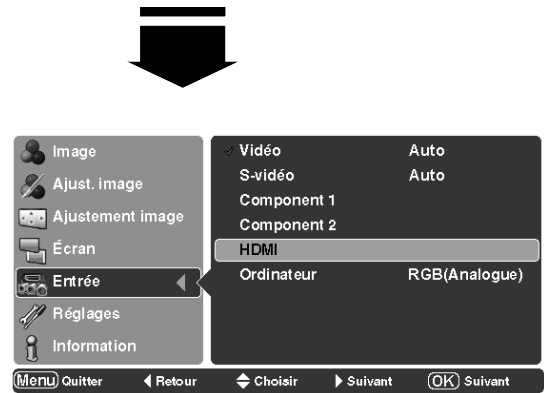 Image
Ajust. image
Ajustement image
Écran
Entrée
Réglages
Information
Vidéo Auto
S-vidéo Auto
Component 1
Component 2
HDMI
Ordinateur RGB(Analogue)
Menu Quitter Retour Choisir Suivant OK Suivant